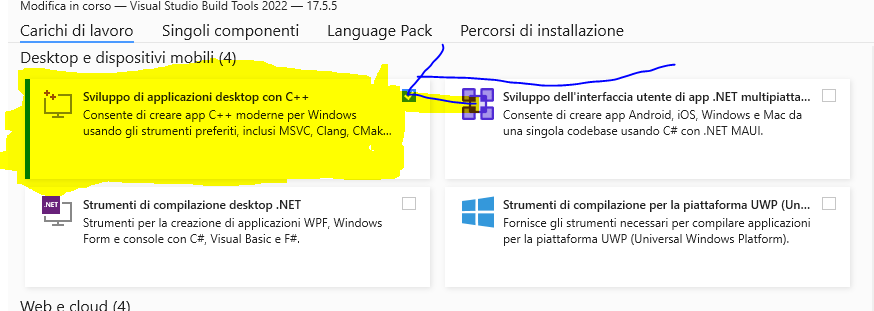 Modifica in corso — Visual Studio Build Tools 2022 — 17.5.5
Carichi di lavoro Singoli componenti Language Pack Percorsi di installazione
Desktop e dispositivi mobili (4)
Sviluppo di applicazioni desktop con C++
Consente di creare app C++ moderne per Windows
usando gli strumenti preferiti, inclusi MSVC, Clang, CMak...
Sviluppo dell'interfaccia utente di app .NET multipiatta...
Consente di creare app Android, iOS, Windows e Mac da
una singola codebase usando C# con .NET MAUI.
.NET
Strumenti di compilazione desktop .NET
Strumenti per la creazione di applicazioni WPF, Windows
Form e console con C#, Visual Basic e F#.
Strumenti di compilazione per la piattaforma UWP (Un...
Fornisce gli strumenti necessari per compilare applicazioni
per la piattaforma UWP (Universal Windows Platform).
Web e cloud (4)